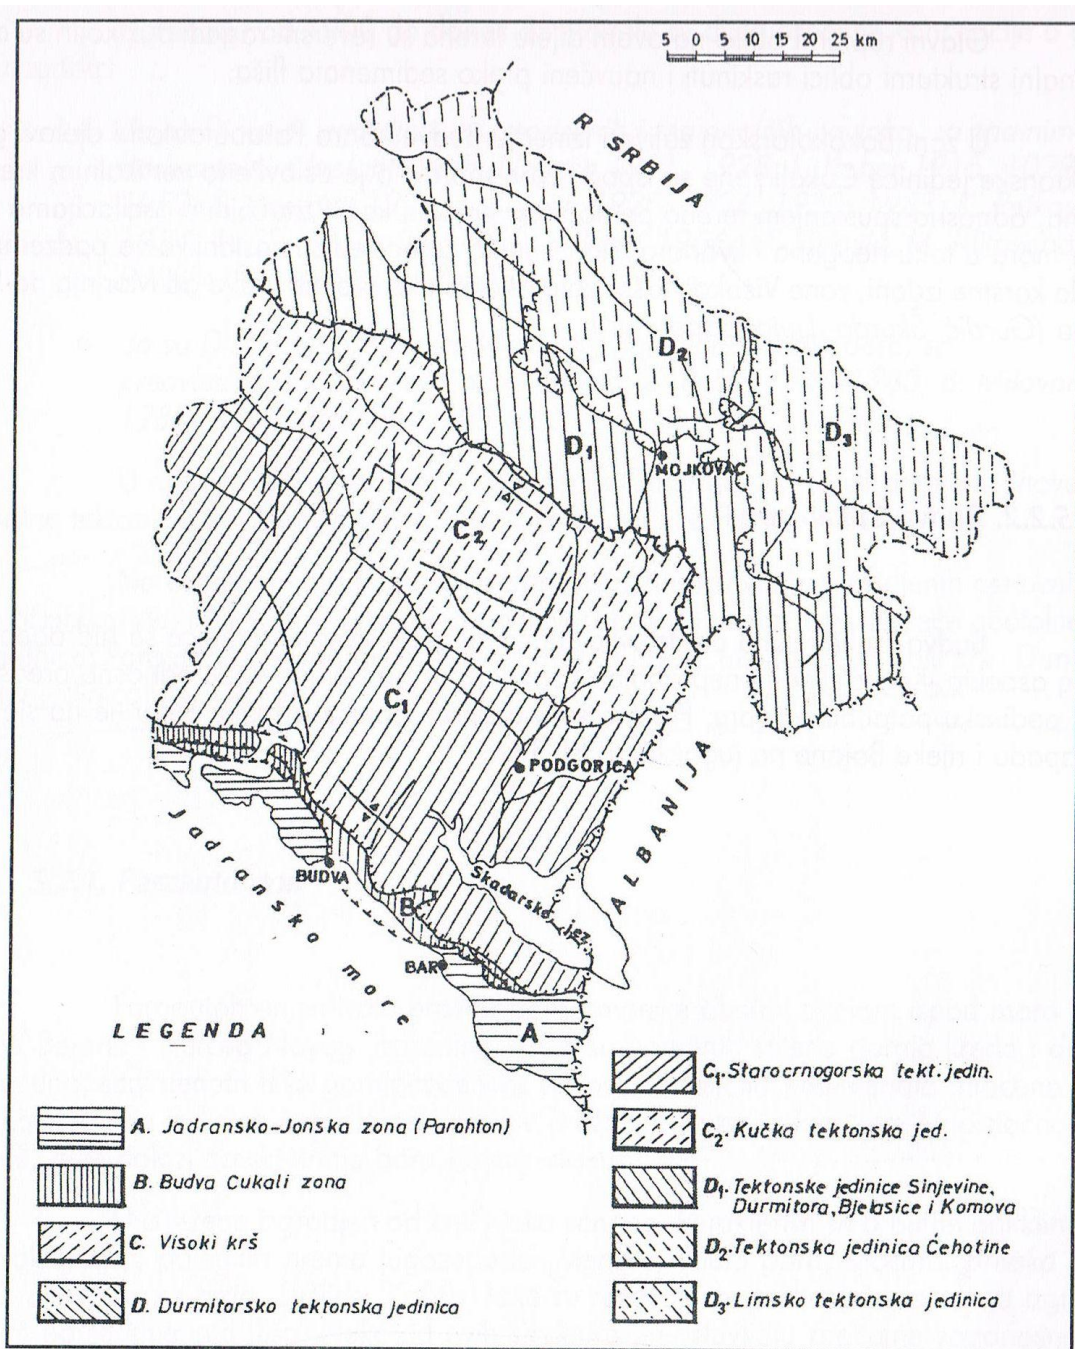 5 0 5 10 15 20 25 km
R SRBIJA
D2
D1
D3
MOJKOVAC
C2
C1
PODGORICA
ALBANIJA
Jadransko more
BUDVA
Skadarsko jez.
B
BAR
A
LEGENDA
A. Jadransko-Jonska zona (Parohton)
B. Budva Cukali zona
C. Visoki krš
D. Durmitorsko tektonska jedinica
C1. Starocrnogorska tekt. jedin.
C2. Kučka tektonska jed.
D1. Tektonske jedinice Sinjevine,
Durmitora, Bjelasice i Komova
D2. Tektonska jedinica Ćehotine
D3. Limsko tektonska jedinica